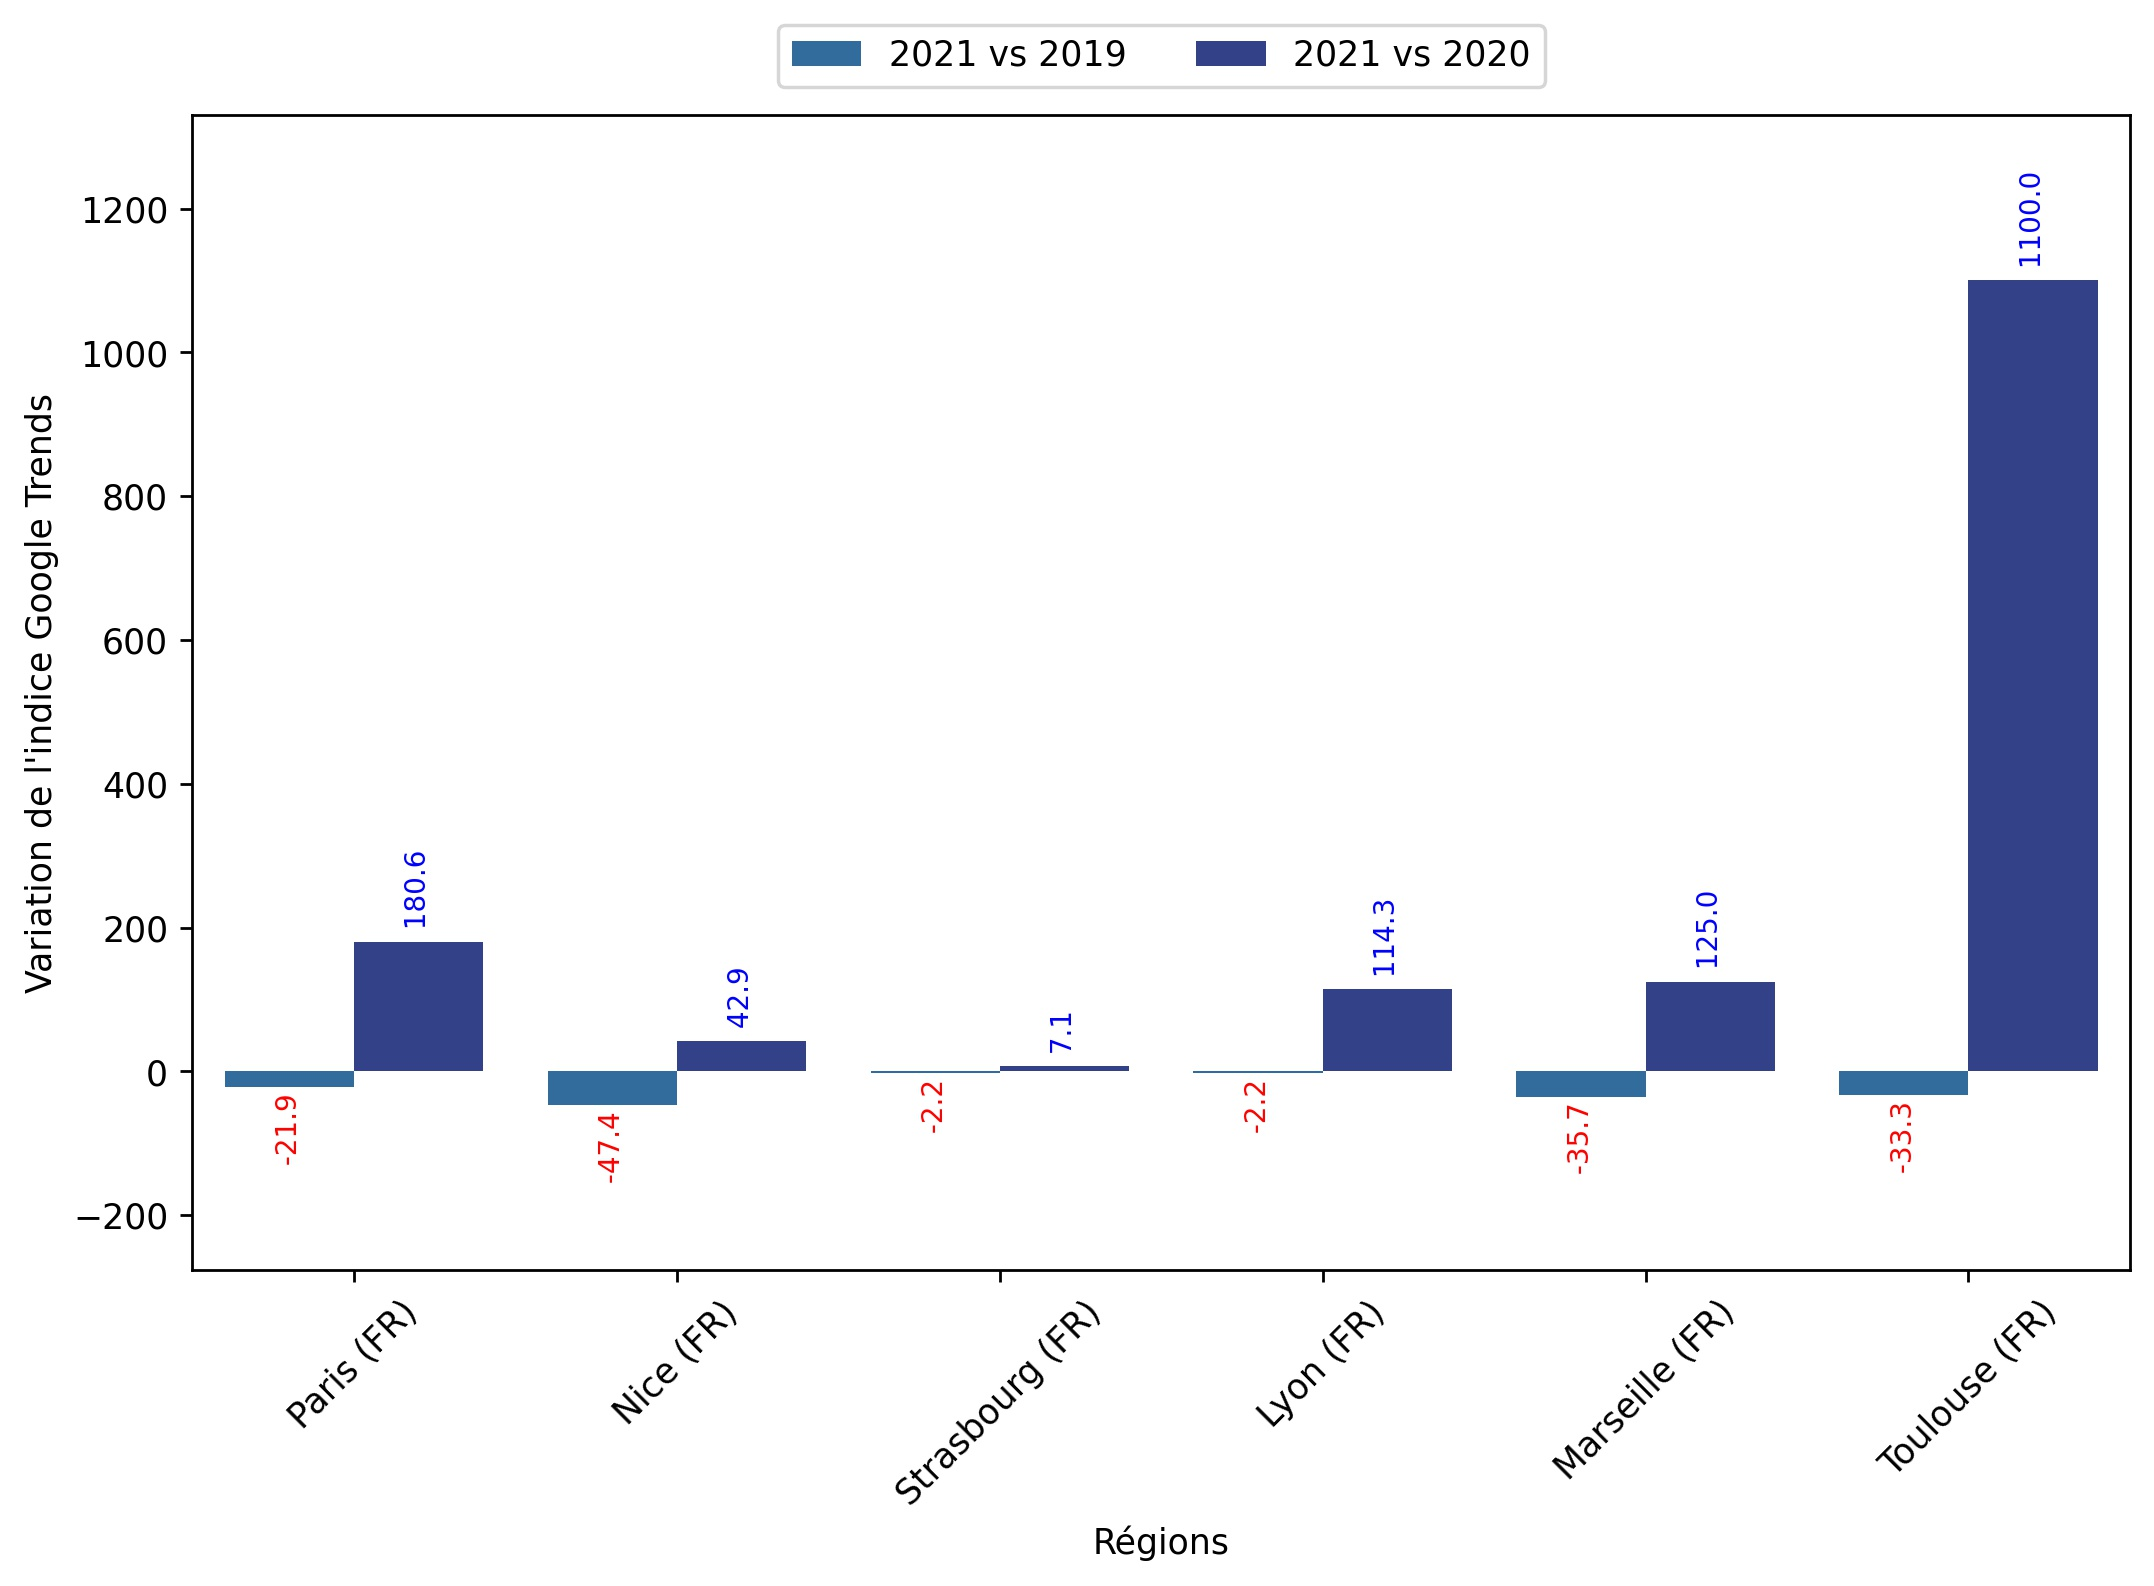 2021 vs 2019
2021 vs 2020
Variation de l'indice Google Trends
1200
1000
800
600
400
200
0
−200
-21.9
180.6
-47.4
42.9
-2.2
7.1
-2.2
114.3
-35.7
125.0
-33.3
1100.0
Paris (FR)
Nice (FR)
Strasbourg (FR)
Lyon (FR)
Marseille (FR)
Toulouse (FR)
Régions